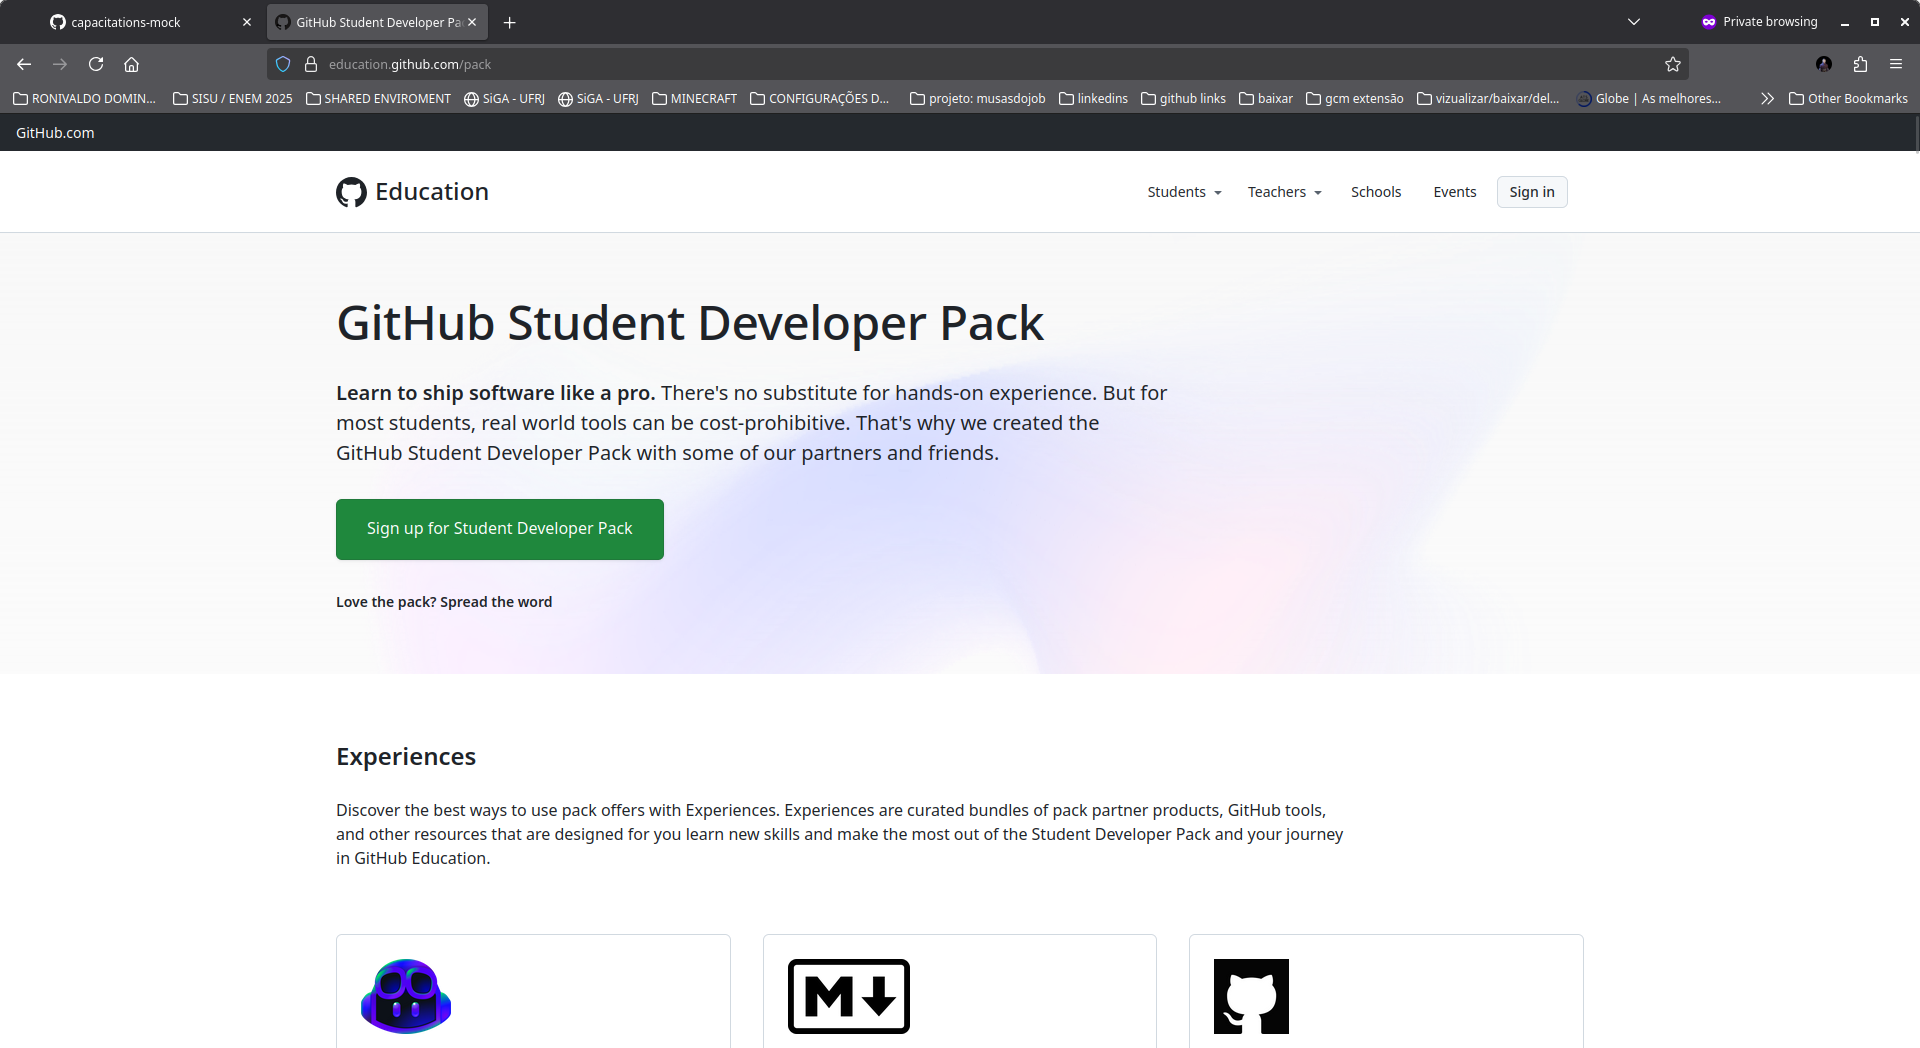 capacitations-mock
GitHub Student Developer Pa
Private browsing
education.github.com/pack
RONIVALDO DOMIN...
SISU / ENEM 2025
SHARED ENVIROMENT
SiGA - UFRJ
SiGA - UFRJ
MINECRAFT
CONFIGURAÇÕES D...
projeto: musasdojob
linkedins
github links
baixar
gcm extensão
vizualizar/baixar/del...
Globe | As melhores...
Other Bookmarks
GitHub.com
Education
Students
Teachers
Schools
Events
Sign in
GitHub Student Developer Pack
Learn to ship software like a pro. There's no substitute for hands-on experience. But for
most students, real world tools can be cost-prohibitive. That's why we created the
GitHub Student Developer Pack with some of our partners and friends.
Sign up for Student Developer Pack
Love the pack? Spread the word
Experiences
Discover the best ways to use pack offers with Experiences. Experiences are curated bundles of pack partner products, GitHub tools,
and other resources that are designed for you learn new skills and make the most out of the Student Developer Pack and your journey
in GitHub Education.
M